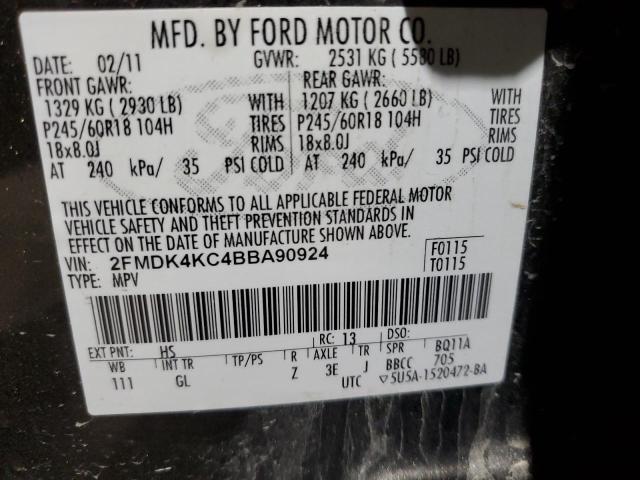 MFD. BY FORD MOTOR CO.
DATE: 02/11 GVWR: 2531 KG ( 5580 LB)
FRONT GAWR: REAR GAWR:
1329 KG ( 2930 LB) WITH 1207 KG ( 2660 LB) WITH
P245/60R18 104H TIRES P245/60R18 104H TIRES
18x8.0J RIMS 18x8.0J RIMS
AT 240 kPa/ 35 PSI COLD AT 240 kPa/ 35 PSI COLD
THIS VEHICLE CONFORMS TO ALL APPLICABLE FEDERAL MOTOR
VEHICLE SAFETY AND THEFT PREVENTION STANDARDS IN
EFFECT ON THE DATE OF MANUFACTURE SHOWN ABOVE.
VIN: 2FMDK4KC4BBA90924 F0115
TYPE: MPV T0115
EXT PNT: HS RC: 13 DSO:
WB INT TR TP/PS R AXLE TR SPR BQ11A
111 GL Z 3E J BBCC 705
UTC ▽5U5A-1520472-BA
Ford